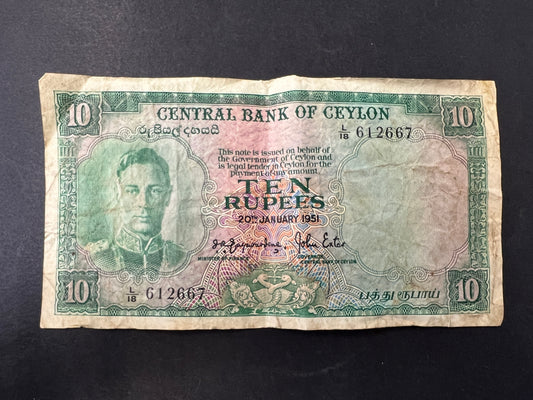 10 CENTRAL BANK OF CEYLON 10
රුපියල් දහයයි
L/18 612667
This note is issued on behalf of
the Government of Ceylon and
is legal tender in Ceylon for the
payment of any amount.
TEN
RUPEES
20TH JANUARY 1951
John Exter
MINISTER OF FINANCE
GOVERNOR
CENTRAL BANK OF CEYLON
L/18 612667
10 பத்து ரூபாய் 10